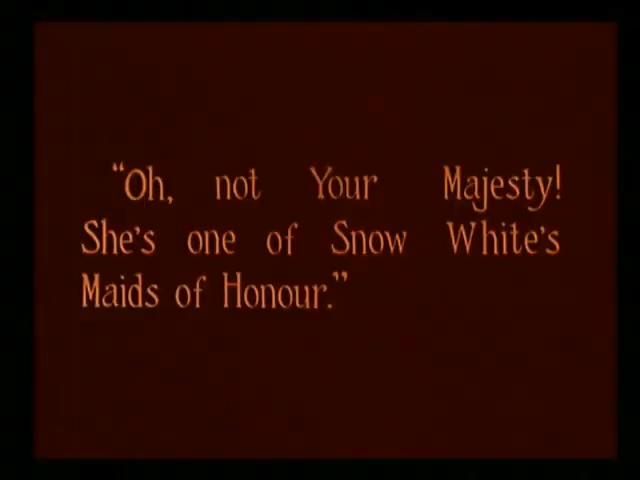 “Oh, not Your Majesty!
She's one of Snow White's
Maids of Honour.”